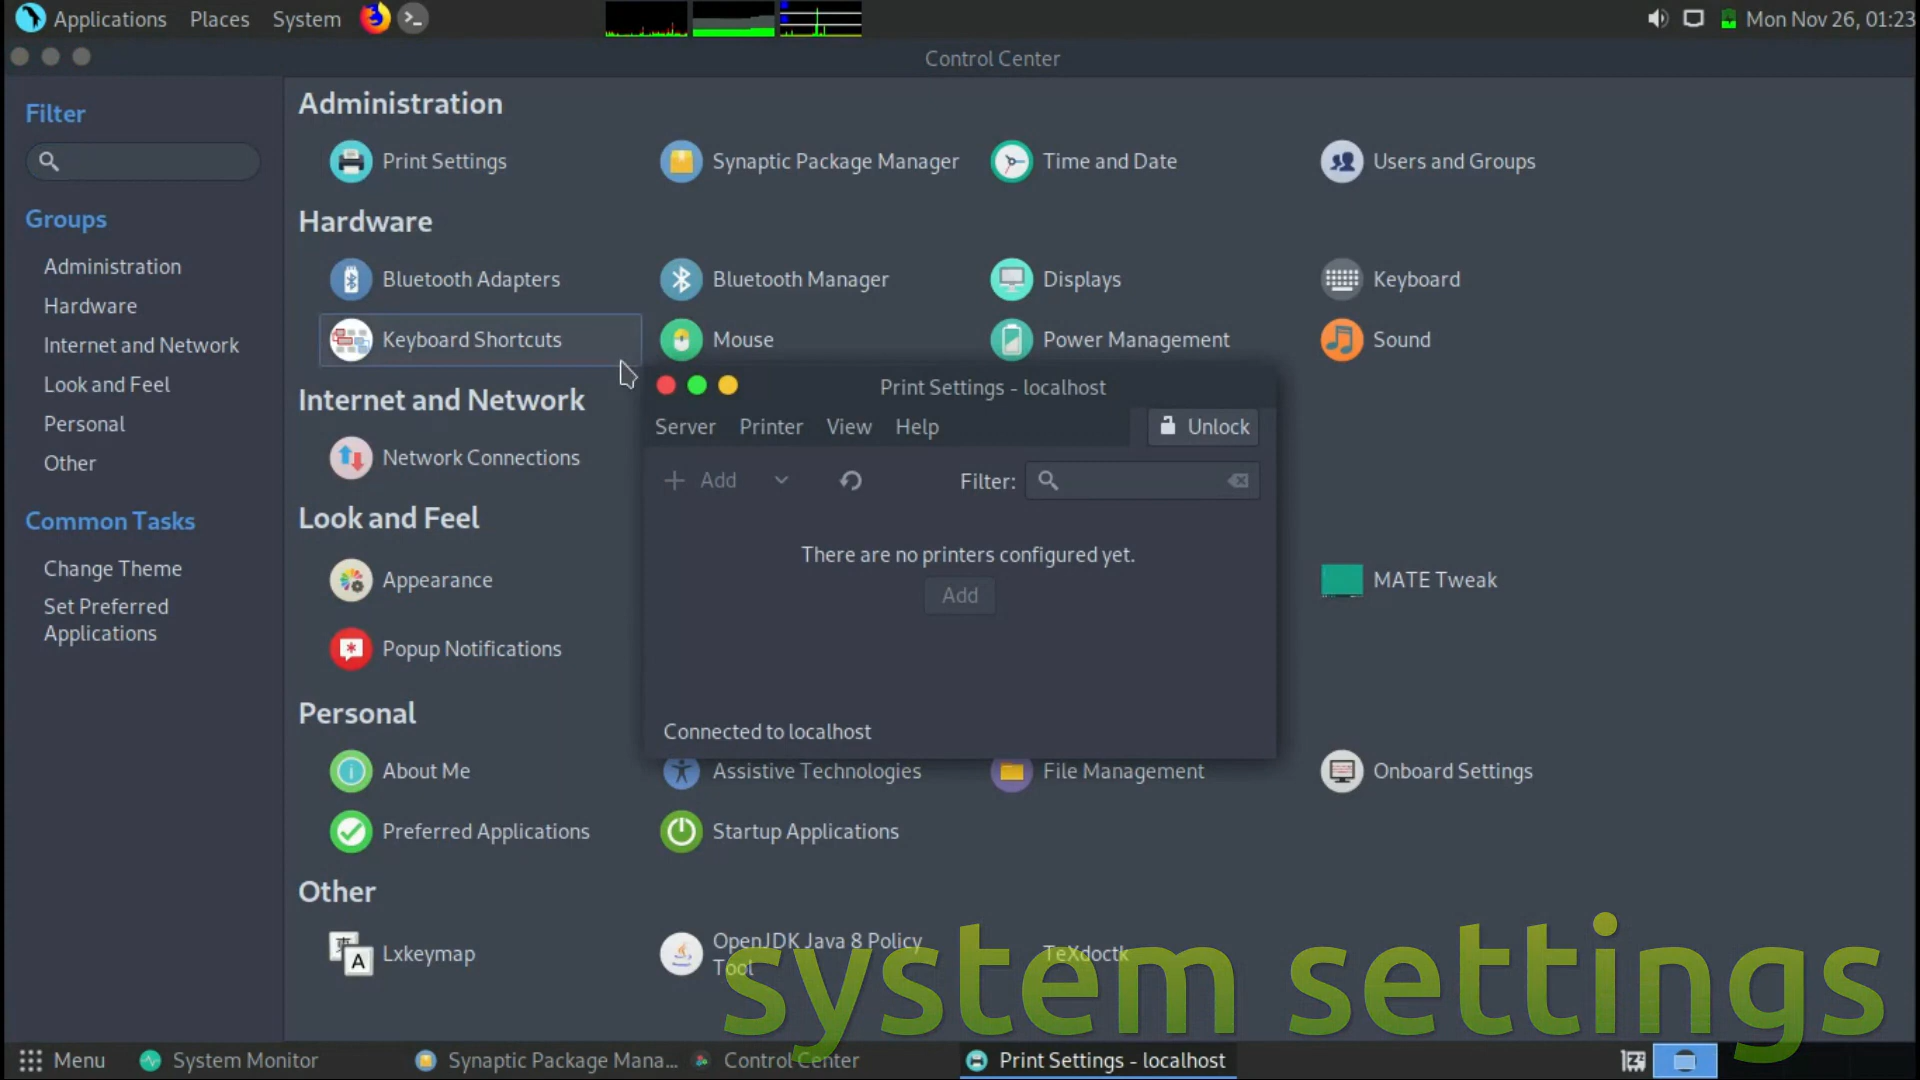 Applications Places System
Mon Nov 26, 01:23
Control Center
Filter
Groups
Administration
Hardware
Internet and Network
Look and Feel
Personal
Other
Common Tasks
Change Theme
Set Preferred
Applications
Administration
Print Settings Synaptic Package Manager Time and Date Users and Groups
Hardware
Bluetooth Adapters Bluetooth Manager Displays Keyboard
Keyboard Shortcuts Mouse Power Management Sound
Internet and Network
Network Connections
Look and Feel
Appearance MATE Tweak
Popup Notifications
Personal
About Me Assistive Technologies File Management Onboard Settings
Preferred Applications Startup Applications
Other
Lxkeymap OpenJDK Java 8 Policy
Tool
TeXdoctk
Print Settings - localhost
Server Printer View Help Unlock
Add Filter:
There are no printers configured yet.
Add
Connected to localhost
system settings
Menu System Monitor Synaptic Package Mana... Control Center Print Settings - localhost